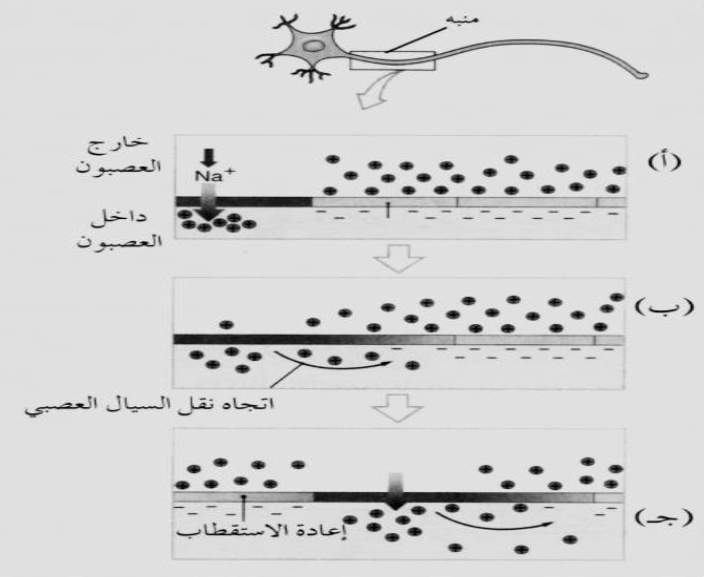 منبه
خارج
العصبون
Na+
داخل
العصبون
(أ)
(ب)
اتجاه نقل السيال العصبي
(جـ)
إعادة الاستقطاب